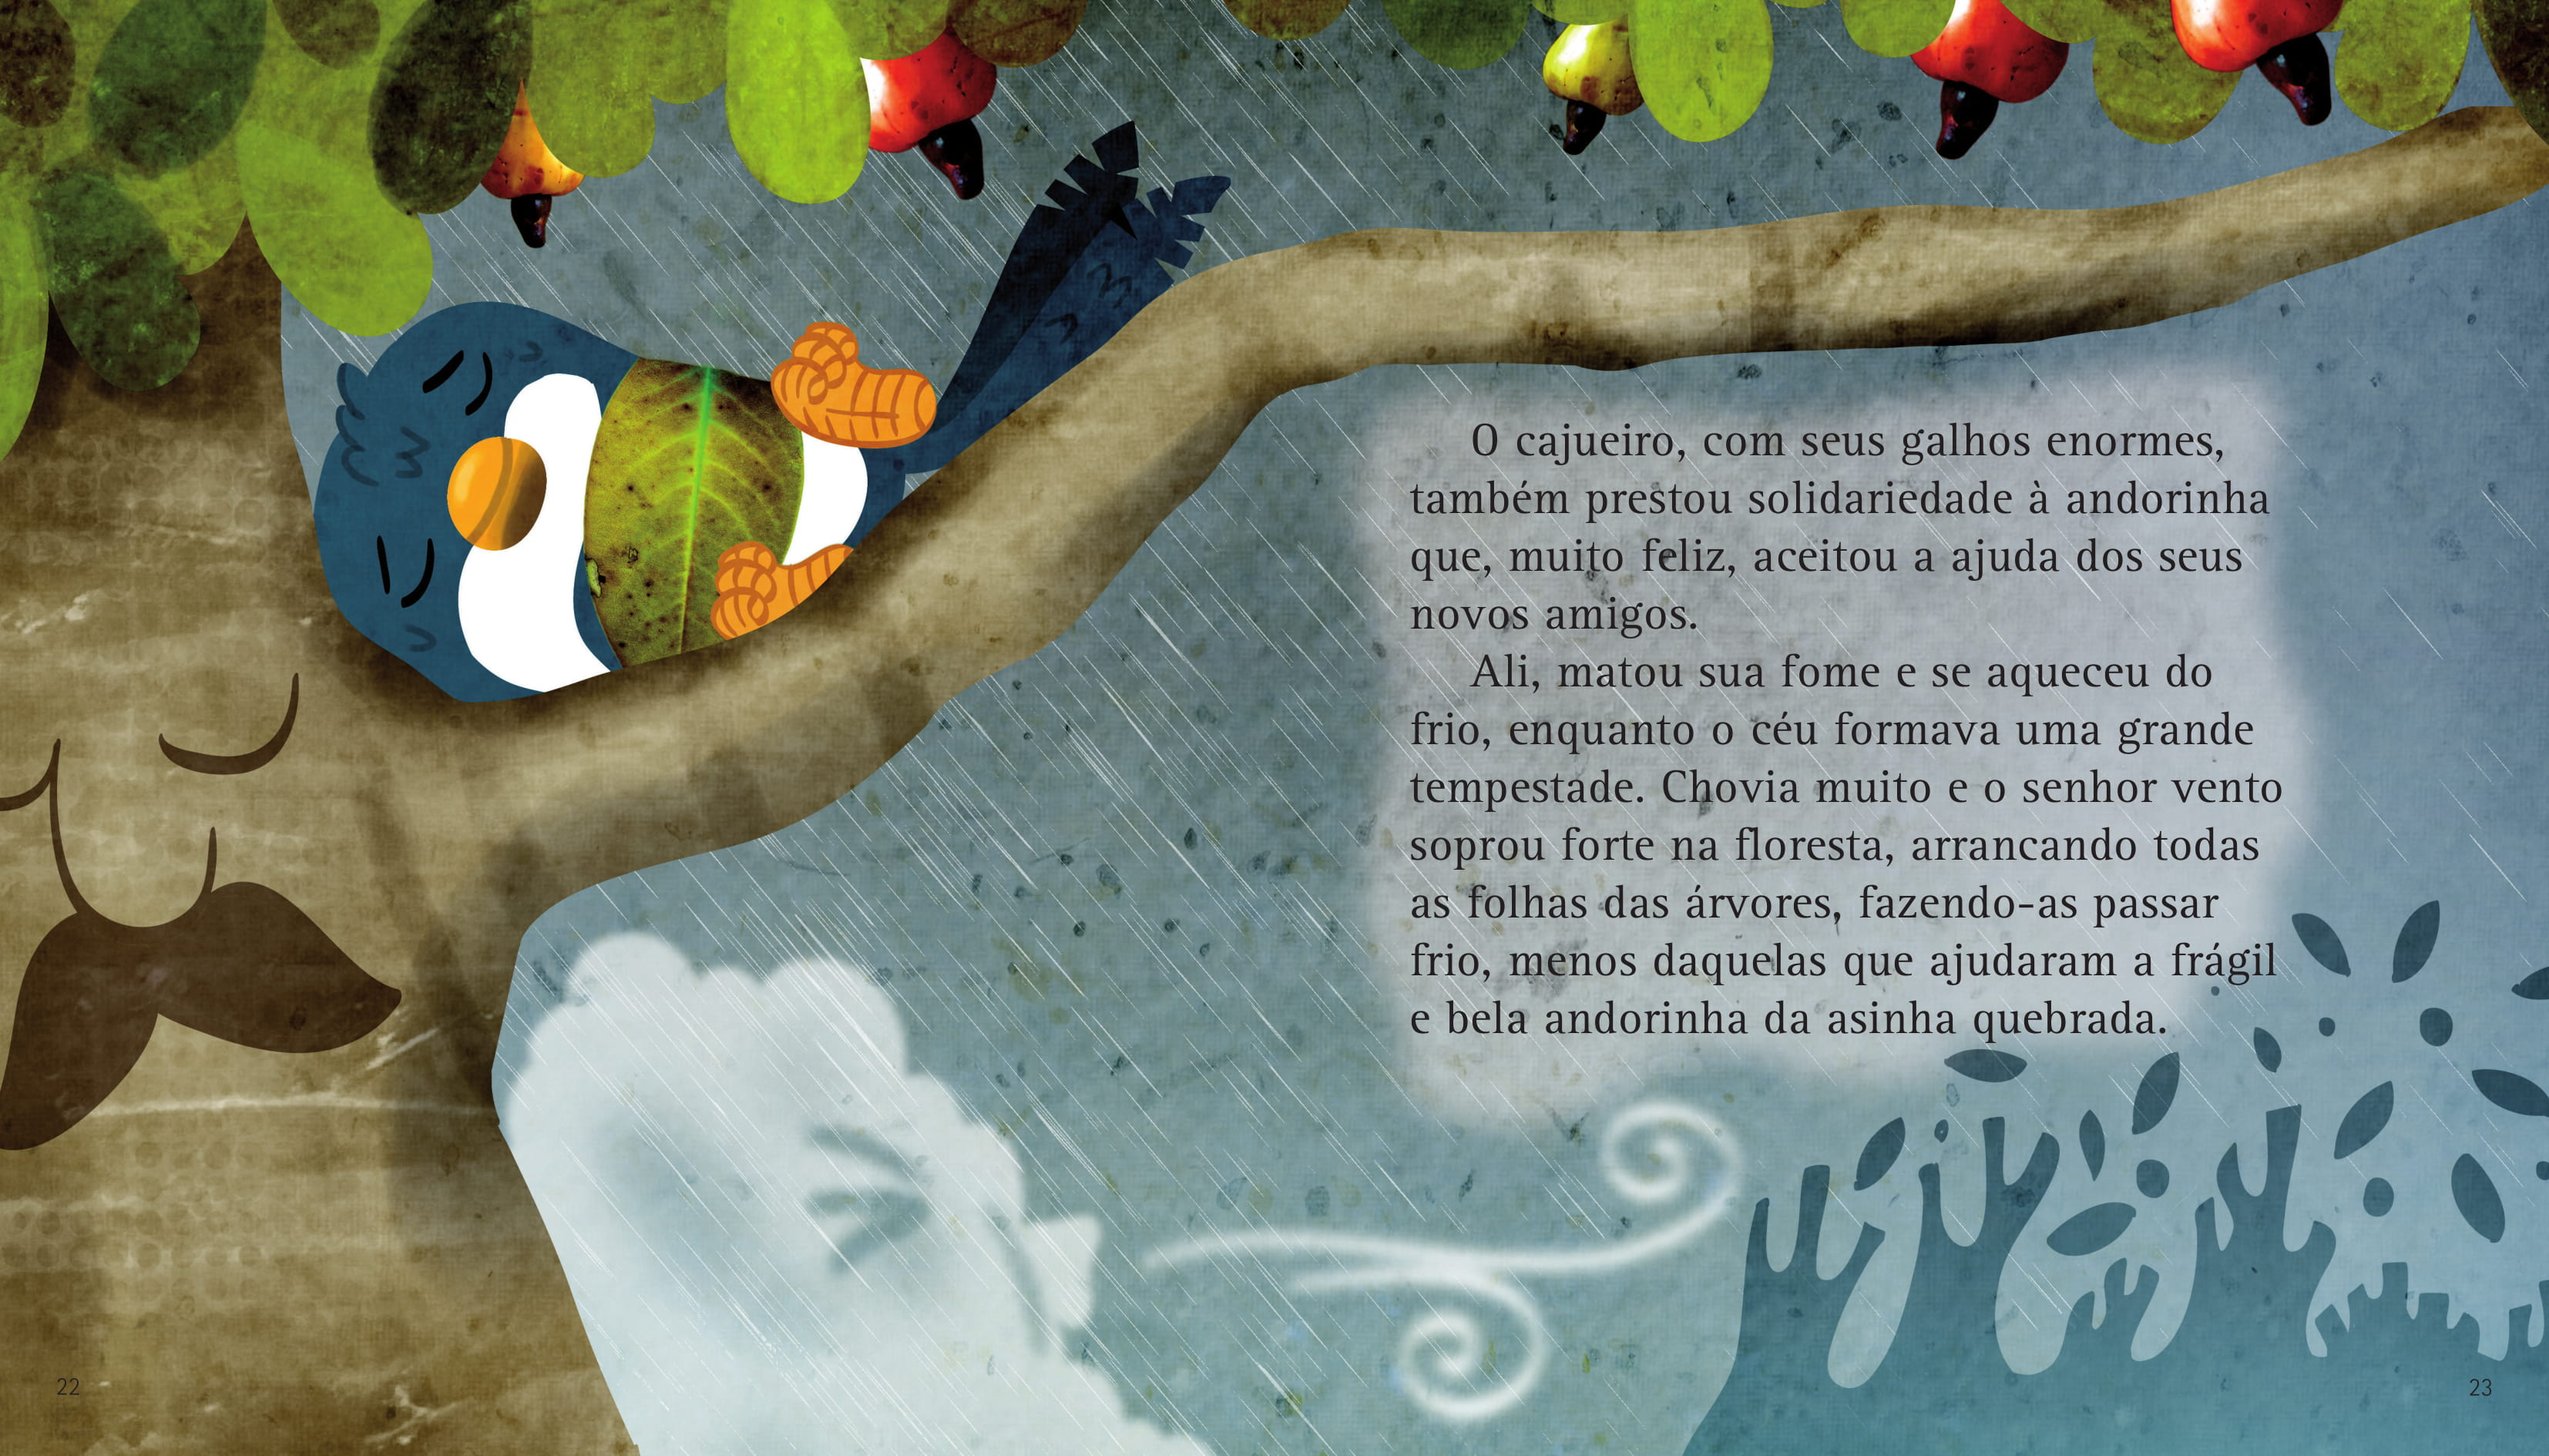 O cajueiro, com seus galhos enormes,
também prestou solidariedade à andorinha
que, muito feliz, aceitou a ajuda dos seus
novos amigos.
Ali, matou sua fome e se aqueceu do
frio, enquanto o céu formava uma grande
tempestade. Chovia muito e o senhor vento
soprou forte na floresta, arrancando todas
as folhas das árvores, fazendo-as passar
frio, menos daquelas que ajudaram a frágil
e bela andorinha da asinha quebrada.
22
23